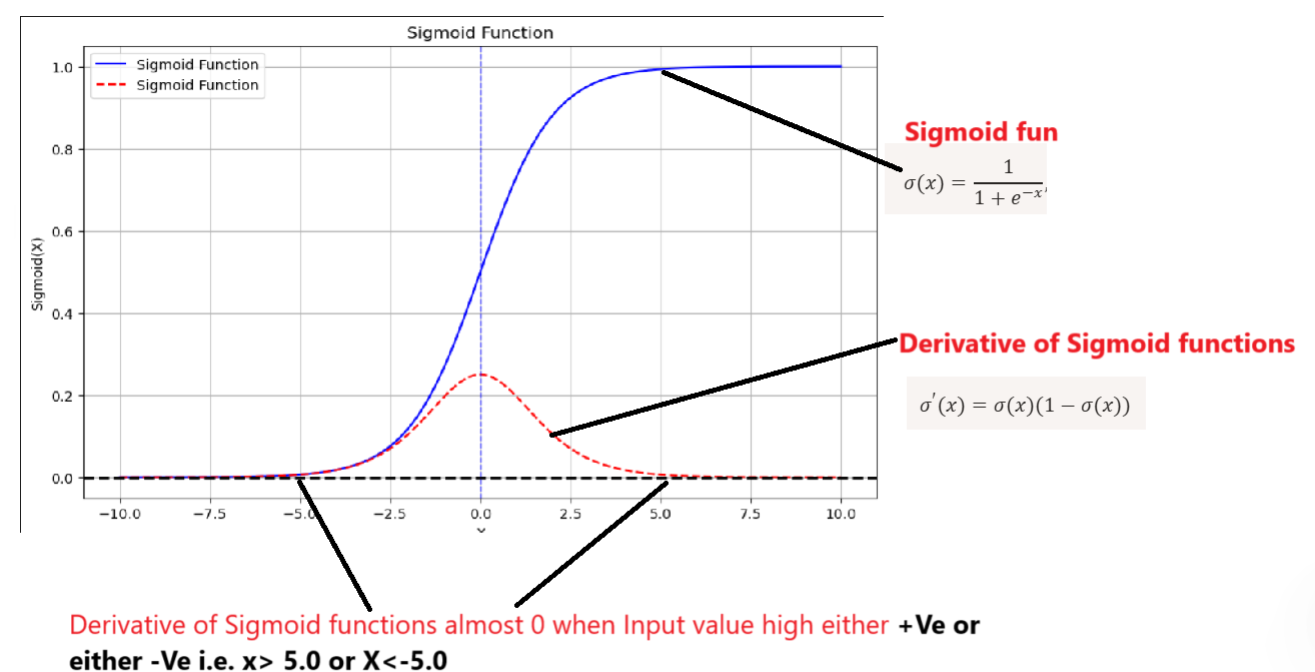 Sigmoid Function
Sigmoid Function
Sigmoid Function
1.0
0.8
0.6
0.4
0.2
0.0
Sigmoid(X)
−10.0 −7.5 −5.0 −2.5 0.0 2.5 5.0 7.5 10.0
Sigmoid fun
σ(x) = 1 / 1 + e^−x,
Derivative of Sigmoid functions
σ′(x) = σ(x)(1 − σ(x))
Derivative of Sigmoid functions almost 0 when Input value high either +Ve or
either -Ve i.e. x> 5.0 or X<-5.0